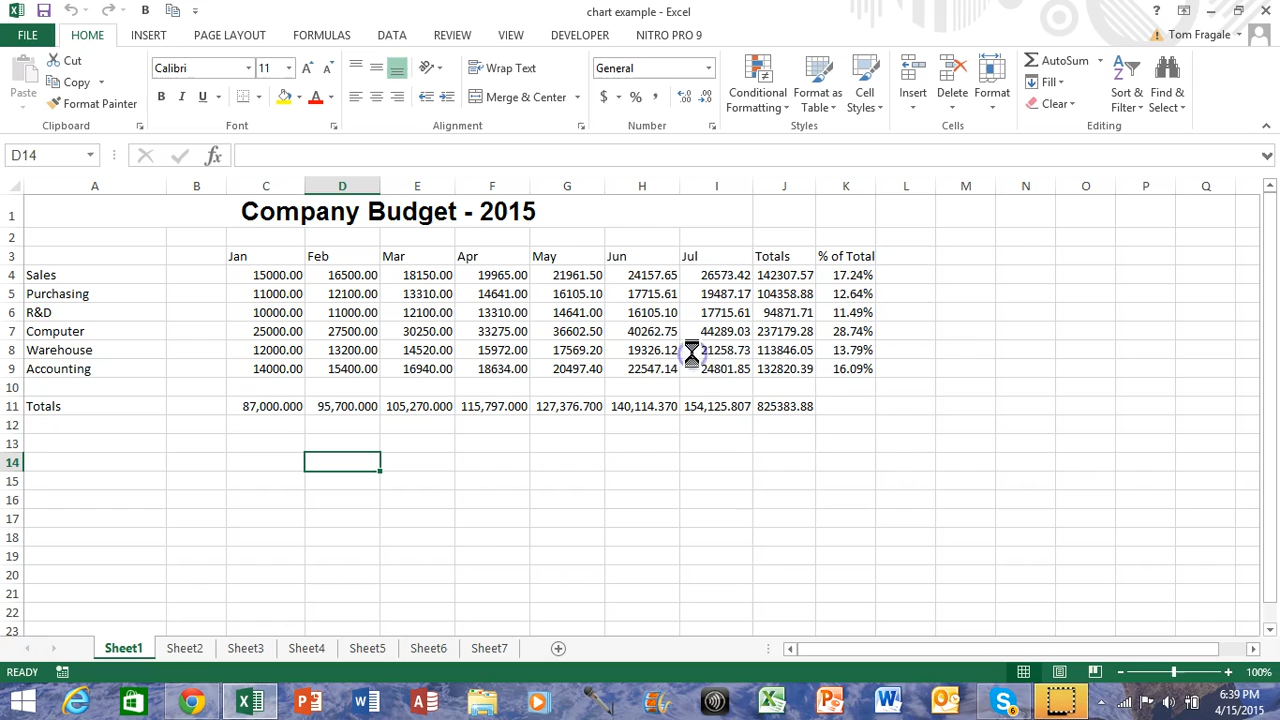 chart example - Excel
FILE HOME INSERT PAGE LAYOUT FORMULAS DATA REVIEW VIEW DEVELOPER NITRO PRO 9 Tom Fragale
Paste
Cut
Copy
Format Painter
Clipboard
Calibri 11
B I U
Font
Wrap Text
Merge & Center
Alignment
General
$ % ,
Number
Conditional Formatting
Format as Table
Cell Styles
Styles
Insert Delete Format
Cells
AutoSum
Fill
Clear
Sort & Filter
Find & Select
Editing
D14 fx
A B C D E F G H I J K L M N O P Q
1 Company Budget - 2015
2
3 Jan Feb Mar Apr May Jun Jul Totals % of Total
4 Sales 15000.00 16500.00 18150.00 19965.00 21961.50 24157.65 26573.42 142307.57 17.24%
5 Purchasing 11000.00 12100.00 13310.00 14641.00 16105.10 17715.61 19487.17 104358.88 12.64%
6 R&D 10000.00 11000.00 12100.00 13310.00 14641.00 16105.10 17715.61 94871.71 11.49%
7 Computer 25000.00 27500.00 30250.00 33275.00 36602.50 40262.75 44289.03 237179.28 28.74%
8 Warehouse 12000.00 13200.00 14520.00 15972.00 17569.20 19326.12 21258.73 113846.05 13.79%
9 Accounting 14000.00 15400.00 16940.00 18634.00 20497.40 22547.14 24801.85 132820.39 16.09%
10
11 Totals 87,000.000 95,700.000 105,270.000 115,797.000 127,376.700 140,114.370 154,125.807 825383.88
12
13
14
15
16
17
18
19
20
21
22
23
Sheet1 Sheet2 Sheet3 Sheet4 Sheet5 Sheet6 Sheet7
READY 100%
6:39 PM
4/15/2015